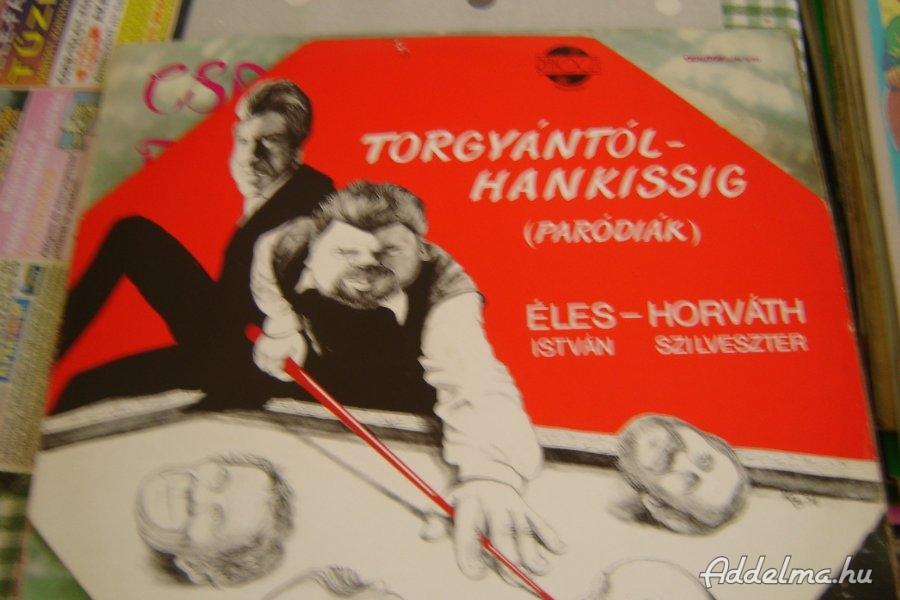 TORGYÁNTÓL-
HANKISSIG
(PARÓDIÁK)
ÉLES – HORVÁTH
ISTVÁN SZILVESZTER
Addelma.hu